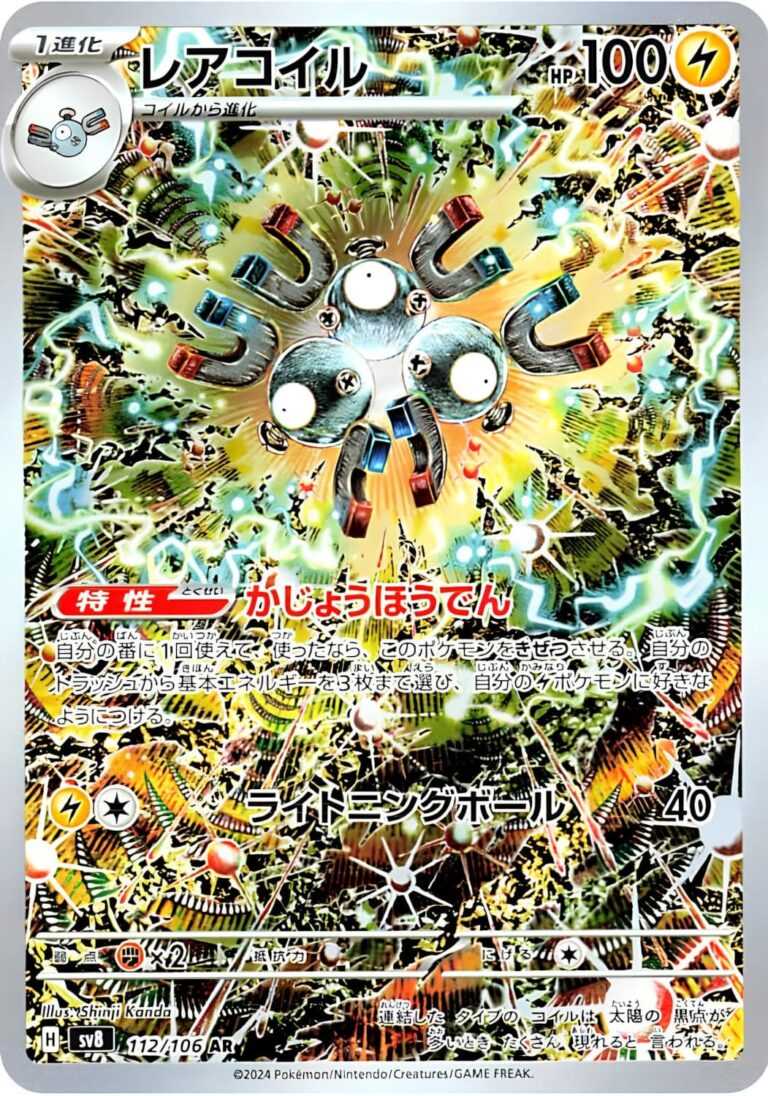 1進化
レアコイル
HP 100
コイルから進化
特性 とくせい かじょうほうでん
自分の番に1回使えて、使ったなら、このポケモンをきぜつさせる。自分の
トラッシュから基本エネルギーを3枚まで選び、自分のポケモンに好きな
ようにつける。
ライトニングボール 40
弱点 ×2 抵抗力 にげる
Illus. Shinji Kanda
連結した タイプの コイルは 太陽の 黒点が
多いとき たくさん 現れると 言われる。
H sv8 112/106 AR
©2024 Pokémon/Nintendo/Creatures/GAME FREAK.